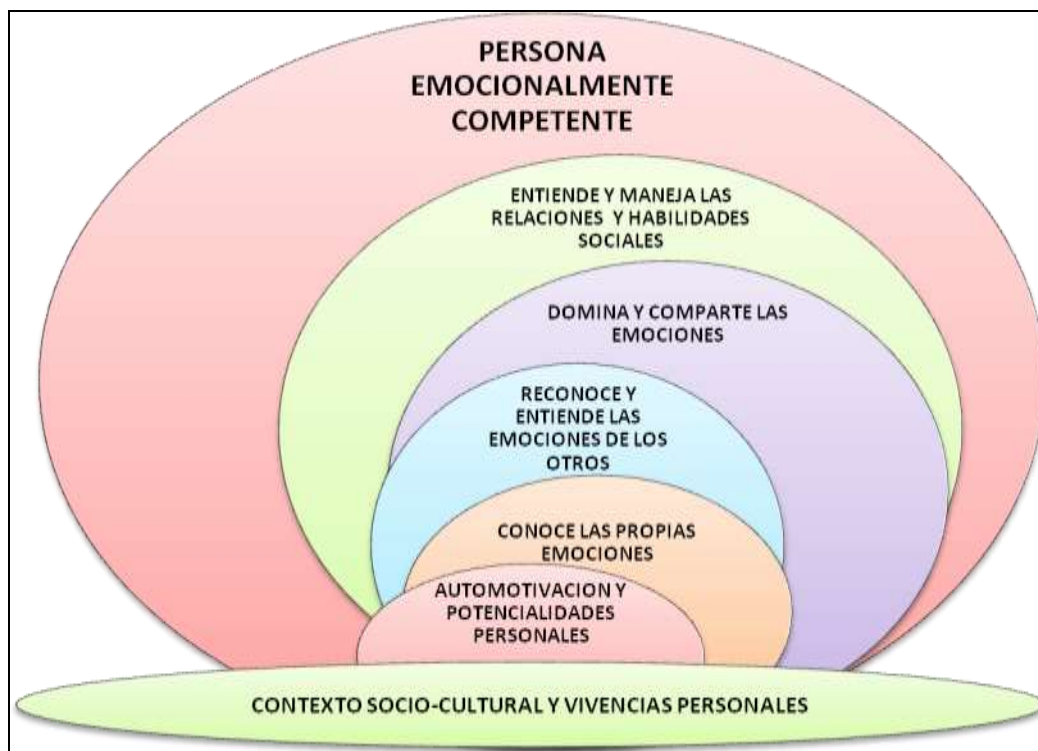 PERSONA
EMOCIONALMENTE
COMPETENTE
ENTIENDE Y MANEJA LAS
RELACIONES Y HABILIDADES
SOCIALES
DOMINA Y COMPARTE LAS
EMOCIONES
RECONOCE Y
ENTIENDE LAS
EMOCIONES DE LOS
OTROS
CONOCE LAS PROPIAS
EMOCIONES
AUTOMOTIVACION Y
POTENCIALIDADES
PERSONALES
CONTEXTO SOCIO-CULTURAL Y VIVENCIAS PERSONALES